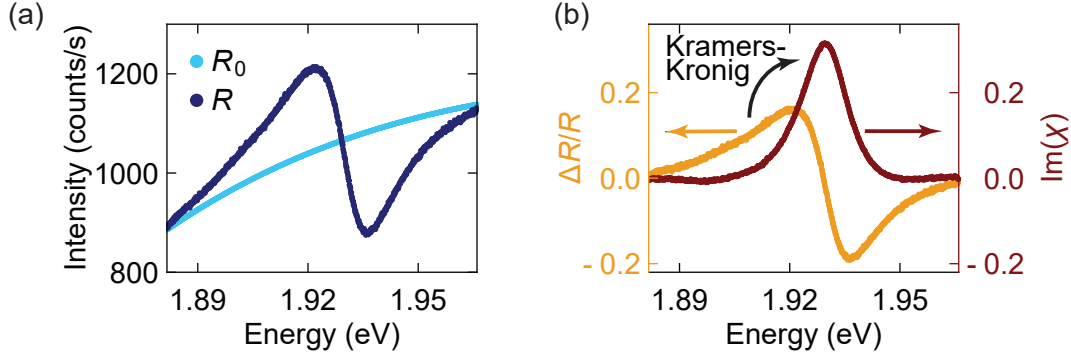 (a)
Intensity (counts/s)
1200
1000
800
R0
R
1.89
1.92
1.95
Energy (eV)
(b)
ΔR/R
0.2
0.0
- 0.2
Kramers-
Kronig
0.2
0.0
- 0.2
Im(χ)
1.89
1.92
1.95
Energy (eV)